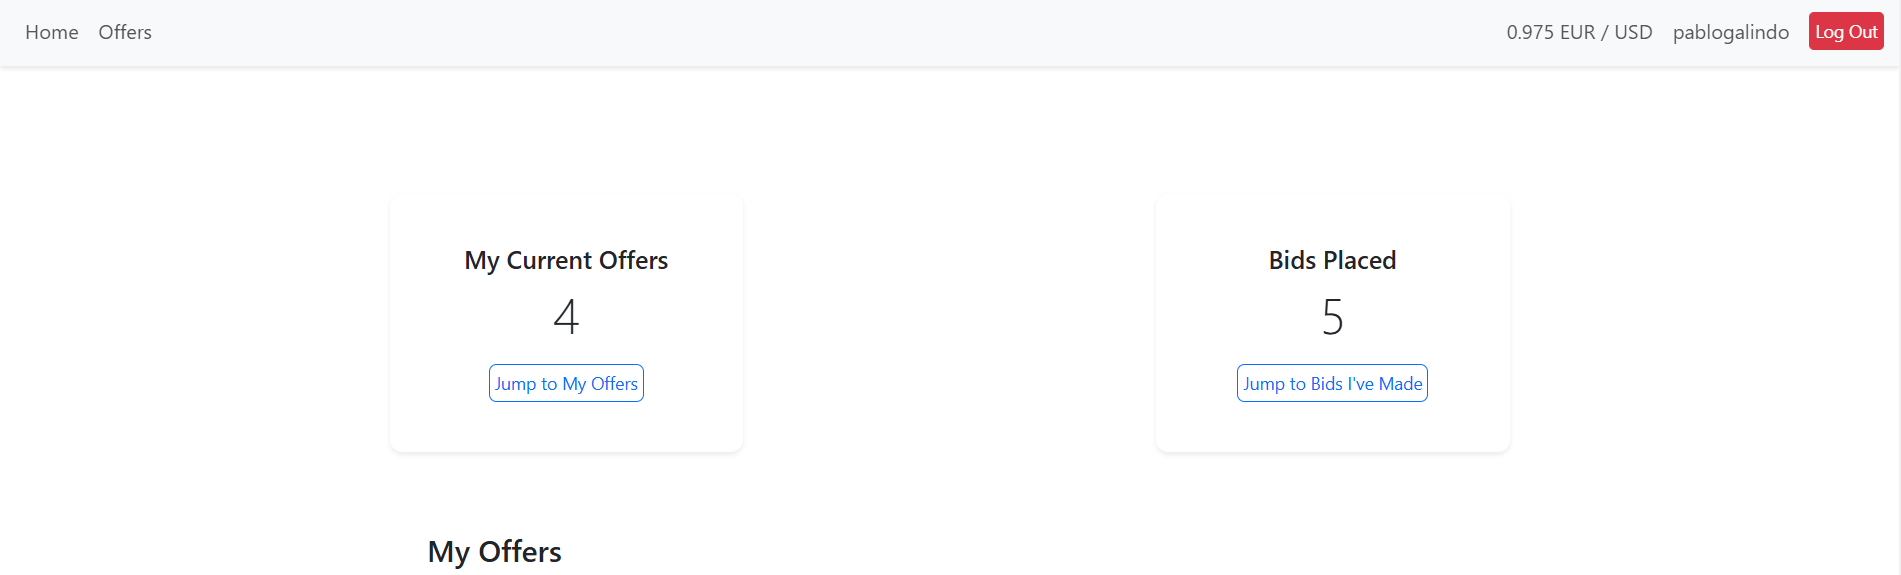 Home Offers 0.975 EUR / USD pablogalindo Log Out
My Current Offers
4
Jump to My Offers
Bids Placed
5
Jump to Bids I've Made
My Offers